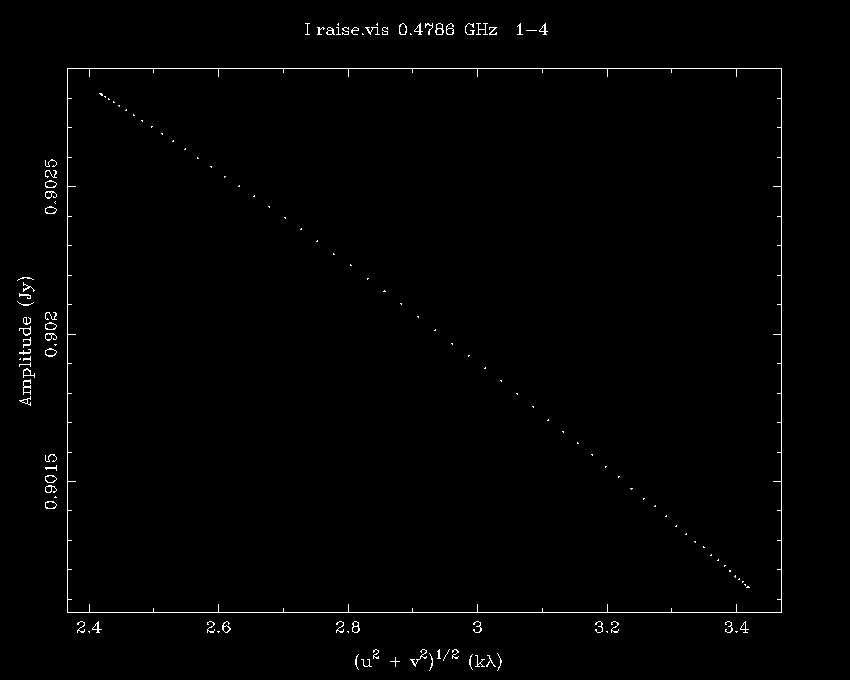 I raise.vis 0.4786 GHz 1−4
Amplitude (Jy)
0.9025
0.902
0.9015
2.4 2.6 2.8 3 3.2 3.4
(u² + v²)¹/² (kλ)